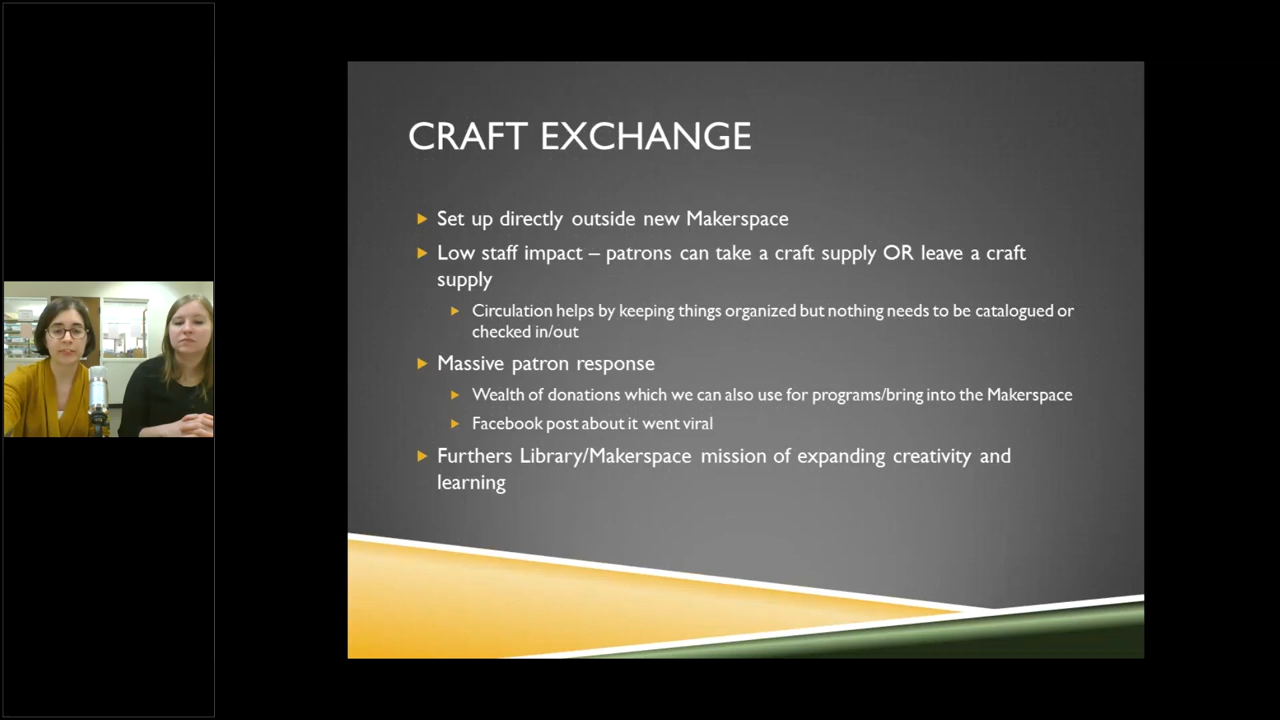 CRAFT EXCHANGE
Set up directly outside new Makerspace
Low staff impact – patrons can take a craft supply OR leave a craft
supply
Circulation helps by keeping things organized but nothing needs to be catalogued or
checked in/out
Massive patron response
Wealth of donations which we can also use for programs/bring into the Makerspace
Facebook post about it went viral
Furthers Library/Makerspace mission of expanding creativity and
learning